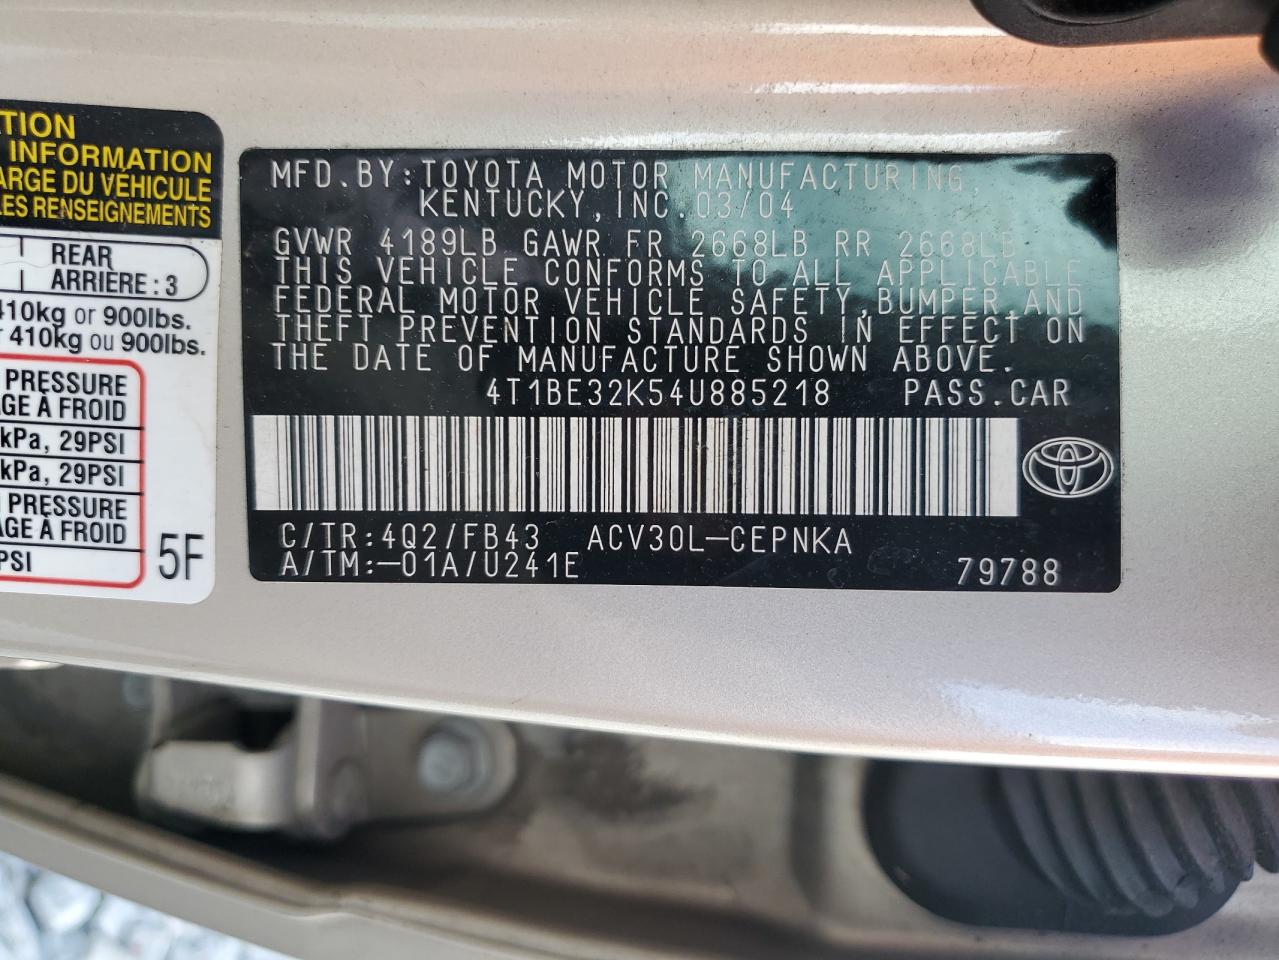 TION
INFORMATION
ARGE DU VÉHICULE
LES RENSEIGNEMENTS
REAR
ARRIÈRE : 3
410kg or 900lbs.
410kg ou 900lbs.
PRESSURE
AGE À FROID
kPa, 29PSI
kPa, 29PSI
PRESSURE
AGE À FROID
PSI
5F
MFD.BY:TOYOTA MOTOR MANUFACTURING,
KENTUCKY,INC.03/04
GVWR 4189LB GAWR FR 2668LB RR 2668LB
THIS VEHICLE CONFORMS TO ALL APPLICABLE
FEDERAL MOTOR VEHICLE SAFETY,BUMPER,AND
THEFT PREVENTION STANDARDS IN EFFECT ON
THE DATE OF MANUFACTURE SHOWN ABOVE.
4T1BE32K54U885218 PASS.CAR
C/TR:4Q2/FB43 ACV30L-CEPNKA
A/TM:-01A/U241E 79788